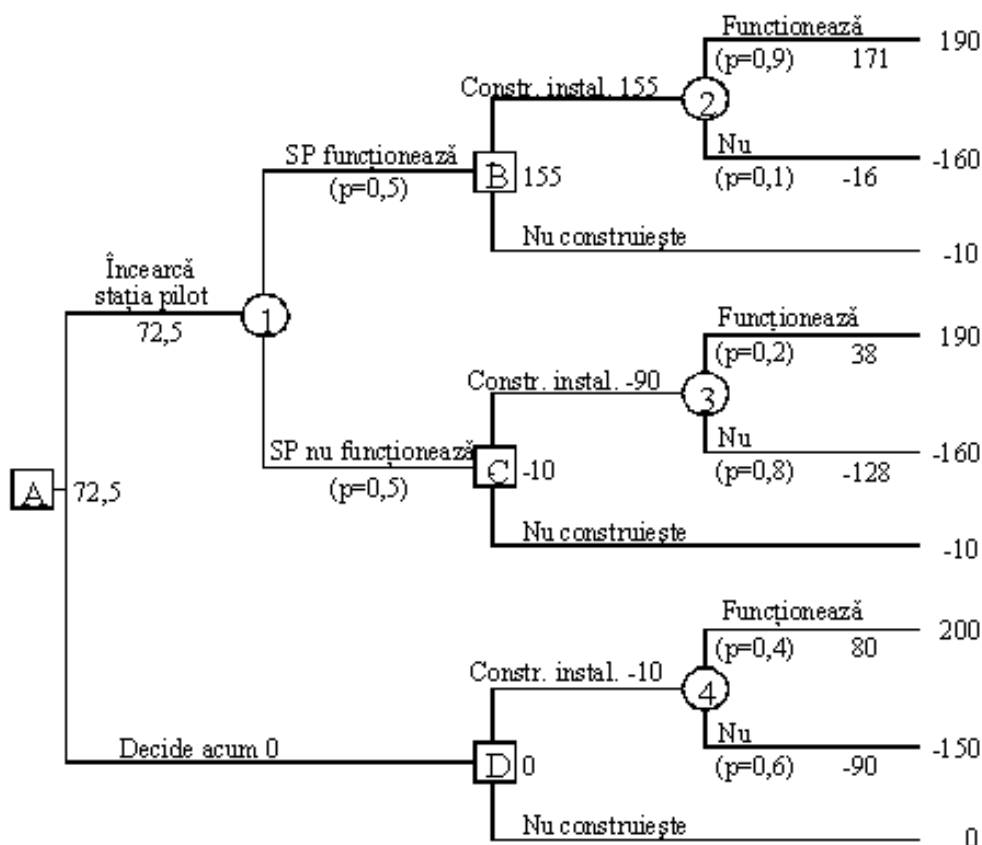 Funcționează
190
(p=0,9) 171
Constr. instal. 155
2
Nu
-160
(p=0,1) -16
SP funcționează
(p=0,5)
B 155
Nu construiește
-10
Încearcă
stația pilot
72,5
1
Funcționează
190
(p=0,2) 38
Constr. instal. -90
3
Nu
-160
(p=0,8) -128
SP nu funcționează
(p=0,5)
C -10
A 72,5
Nu construiește
-10
Funcționează
200
(p=0,4) 80
Constr. instal. -10
4
Nu
-150
(p=0,6) -90
Decide acum 0
D 0
Nu construiește
0